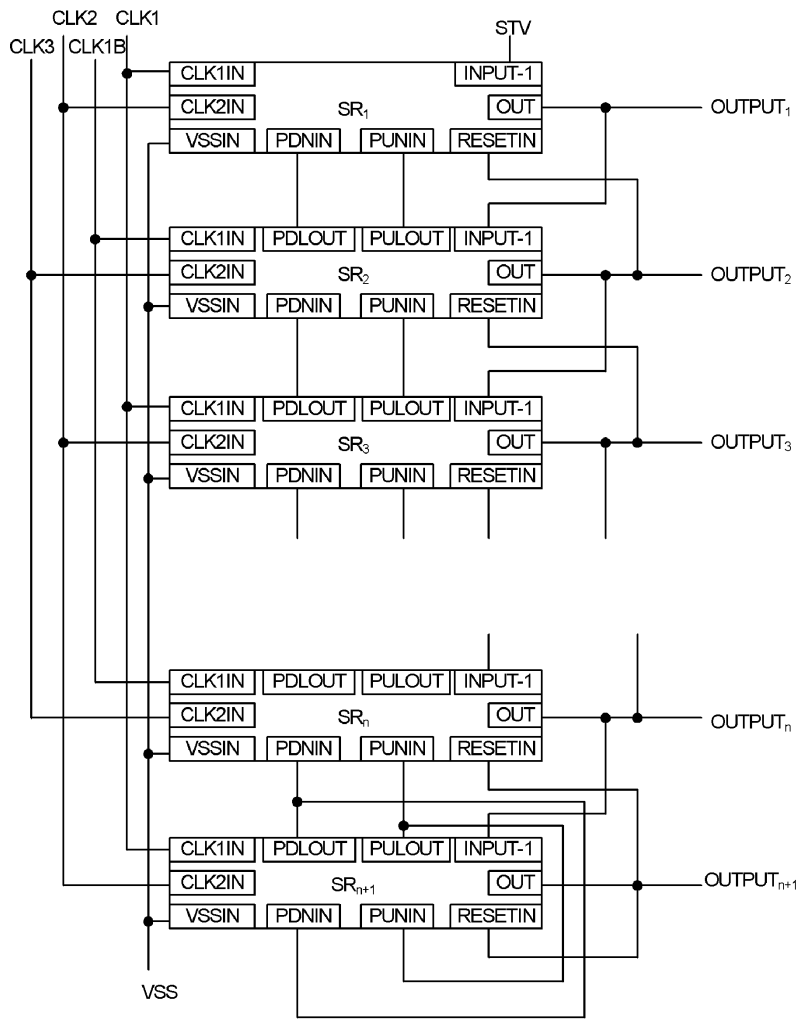 CLK2 CLK1
CLK3 CLK1B
STV
CLK1IN INPUT-1
CLK2IN SR1 OUT OUTPUT1
VSSIN PDNIN PUNIN RESETIN
CLK1IN PDLOUT PULOUT INPUT-1
CLK2IN SR2 OUT OUTPUT2
VSSIN PDNIN PUNIN RESETIN
CLK1IN PDLOUT PULOUT INPUT-1
CLK2IN SR3 OUT OUTPUT3
VSSIN PDNIN PUNIN RESETIN
CLK1IN PDLOUT PULOUT INPUT-1
CLK2IN SRn OUT OUTPUTn
VSSIN PDNIN PUNIN RESETIN
CLK1IN PDLOUT PULOUT INPUT-1
CLK2IN SRn+1 OUT OUTPUTn+1
VSSIN PDNIN PUNIN RESETIN
VSS